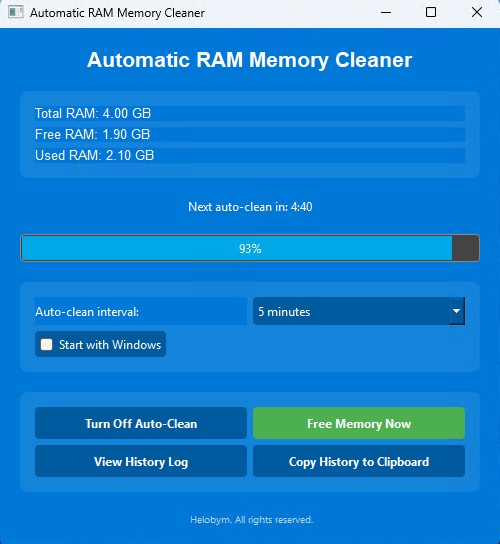 Automatic RAM Memory Cleaner
Automatic RAM Memory Cleaner
Total RAM: 4.00 GB
Free RAM: 1.90 GB
Used RAM: 2.10 GB
Next auto-clean in: 4:40
93%
Auto-clean interval: 5 minutes
Start with Windows
Turn Off Auto-Clean Free Memory Now
View History Log Copy History to Clipboard
Helobym. All rights reserved.